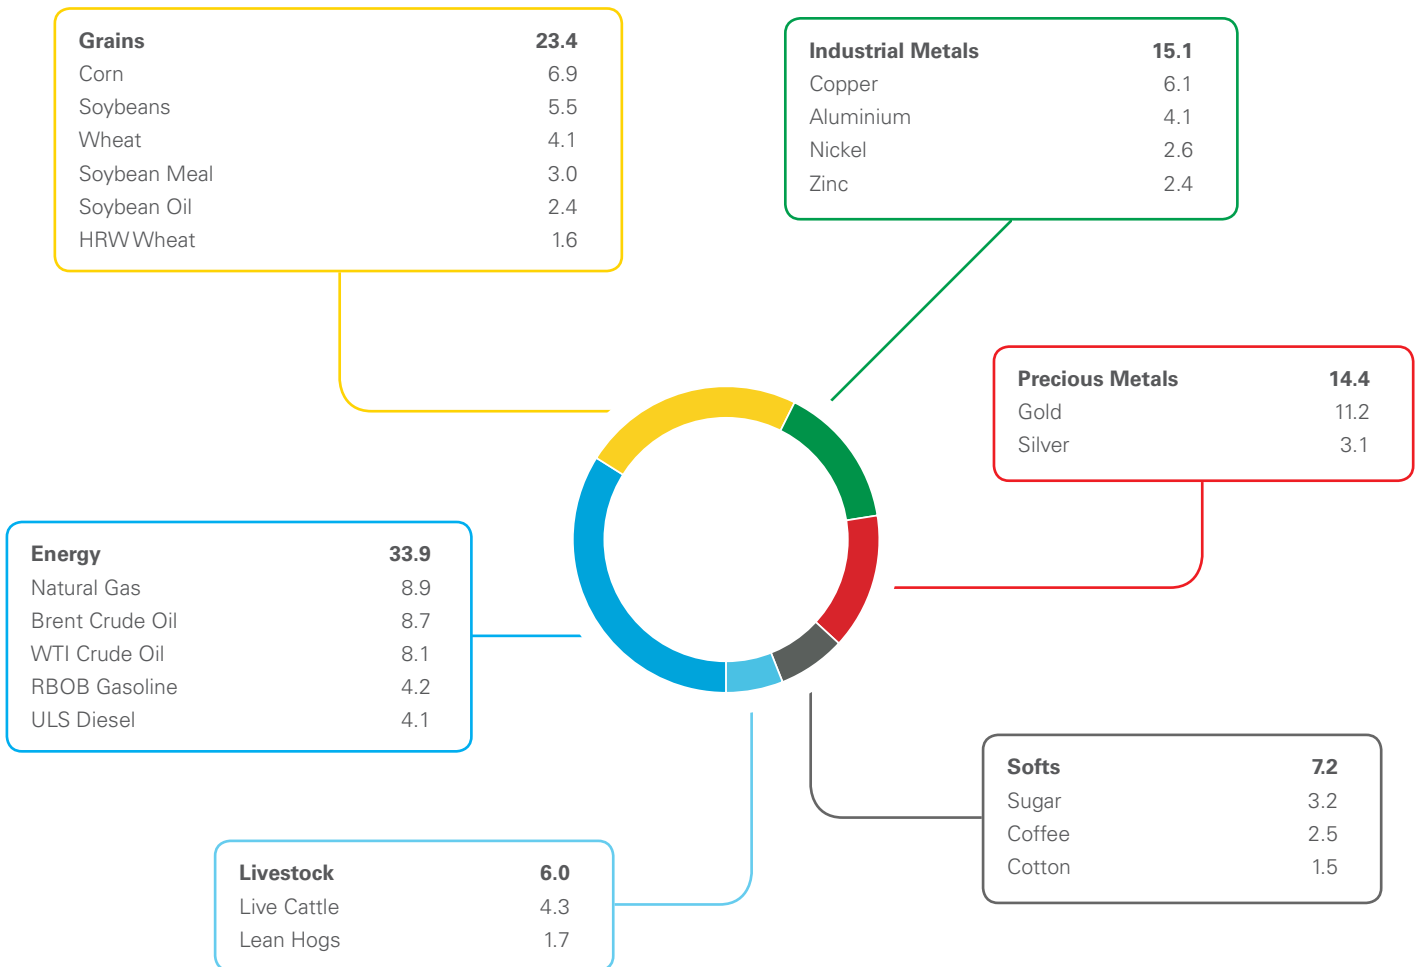 Grains 23.4
Corn 6.9
Soybeans 5.5
Wheat 4.1
Soybean Meal 3.0
Soybean Oil 2.4
HRW Wheat 1.6
Industrial Metals 15.1
Copper 6.1
Aluminium 4.1
Nickel 2.6
Zinc 2.4
Precious Metals 14.4
Gold 11.2
Silver 3.1
Energy 33.9
Natural Gas 8.9
Brent Crude Oil 8.7
WTI Crude Oil 8.1
RBOB Gasoline 4.2
ULS Diesel 4.1
Softs 7.2
Sugar 3.2
Coffee 2.5
Cotton 1.5
Livestock 6.0
Live Cattle 4.3
Lean Hogs 1.7